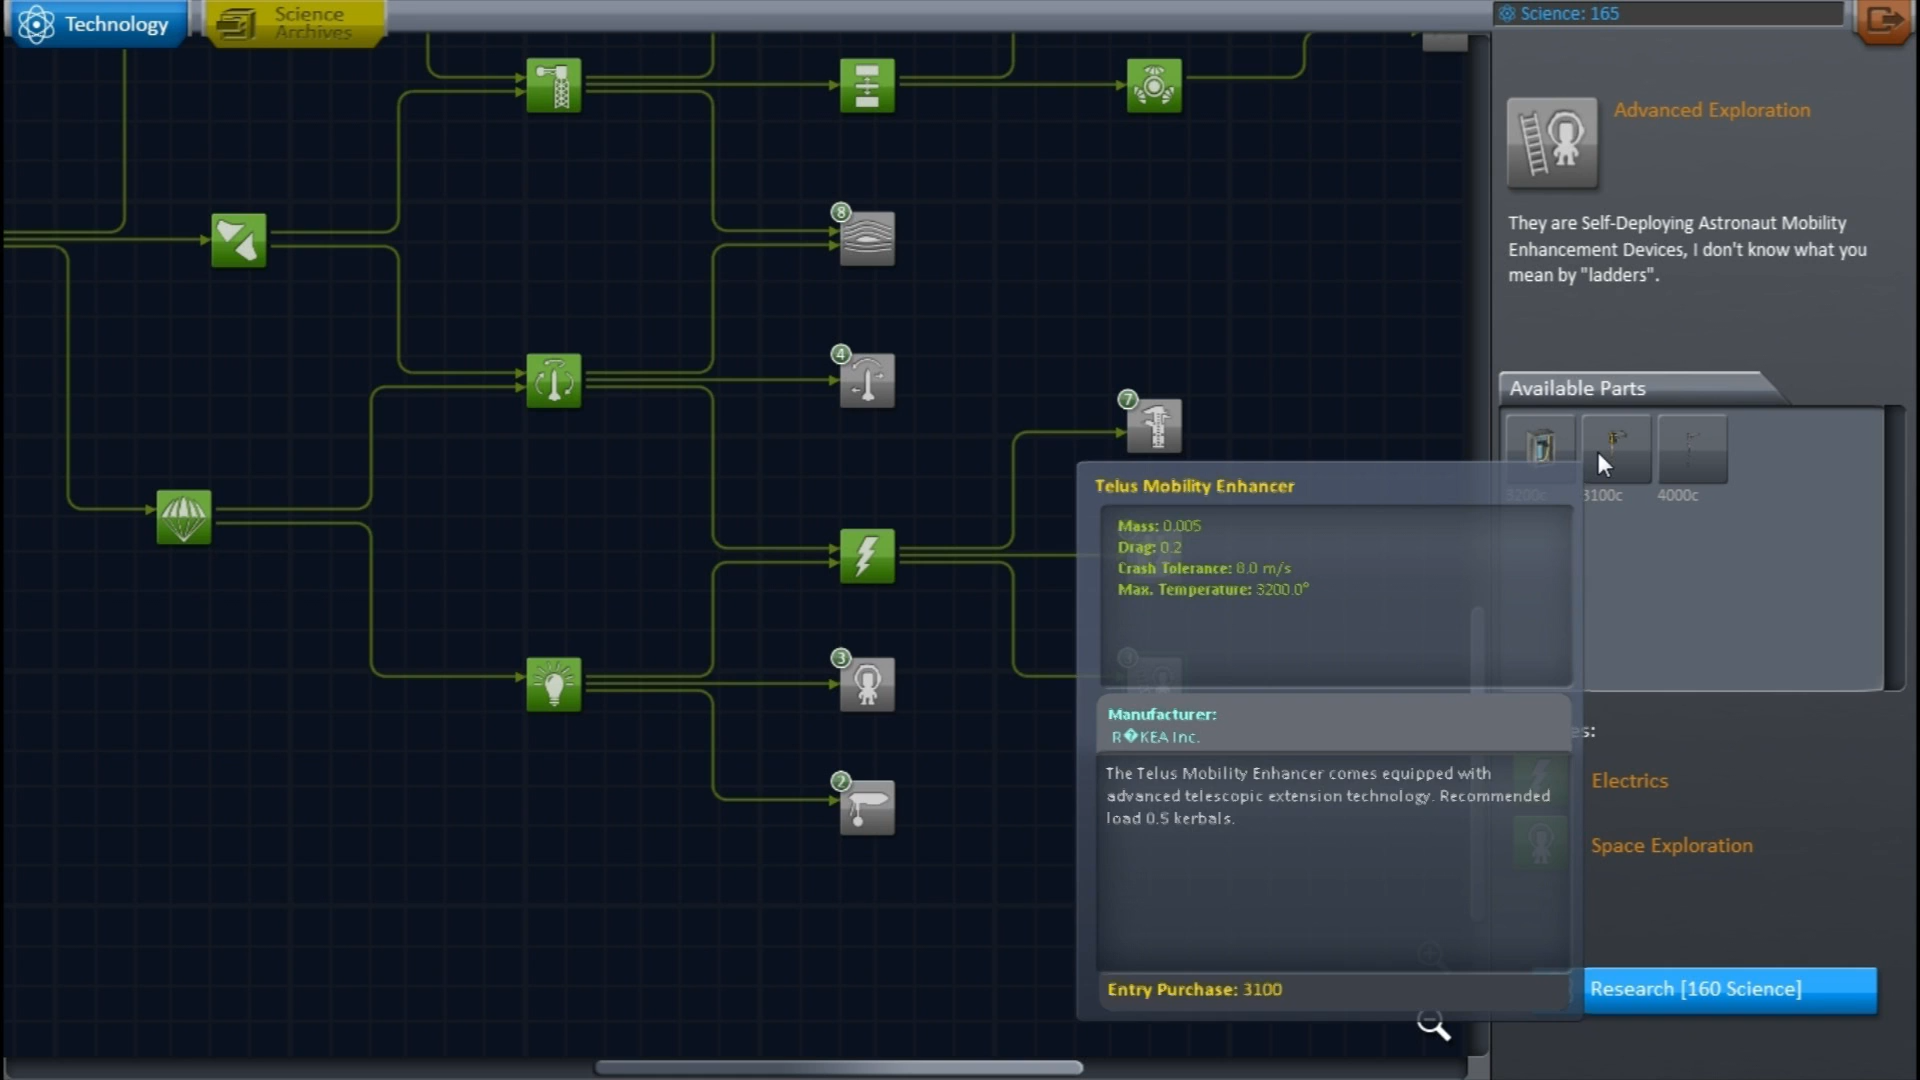 Technology
Science
Archives
Science: 165
Advanced Exploration
They are Self-Deploying Astronaut Mobility
Enhancement Devices, I don't know what you
mean by "ladders".
Available Parts
3200c
3100c
4000c
8
4
7
3
2
Telus Mobility Enhancer
Mass: 0.005
Drag: 0.2
Crash Tolerance: 8.0 m/s
Max. Temperature: 3200.0°
Manufacturer:
R�KEA Inc.
The Telus Mobility Enhancer comes equipped with
advanced telescopic extension technology. Recommended
load 0.5 kerbals.
Entry Purchase: 3100
es:
Electrics
Space Exploration
Research [160 Science]